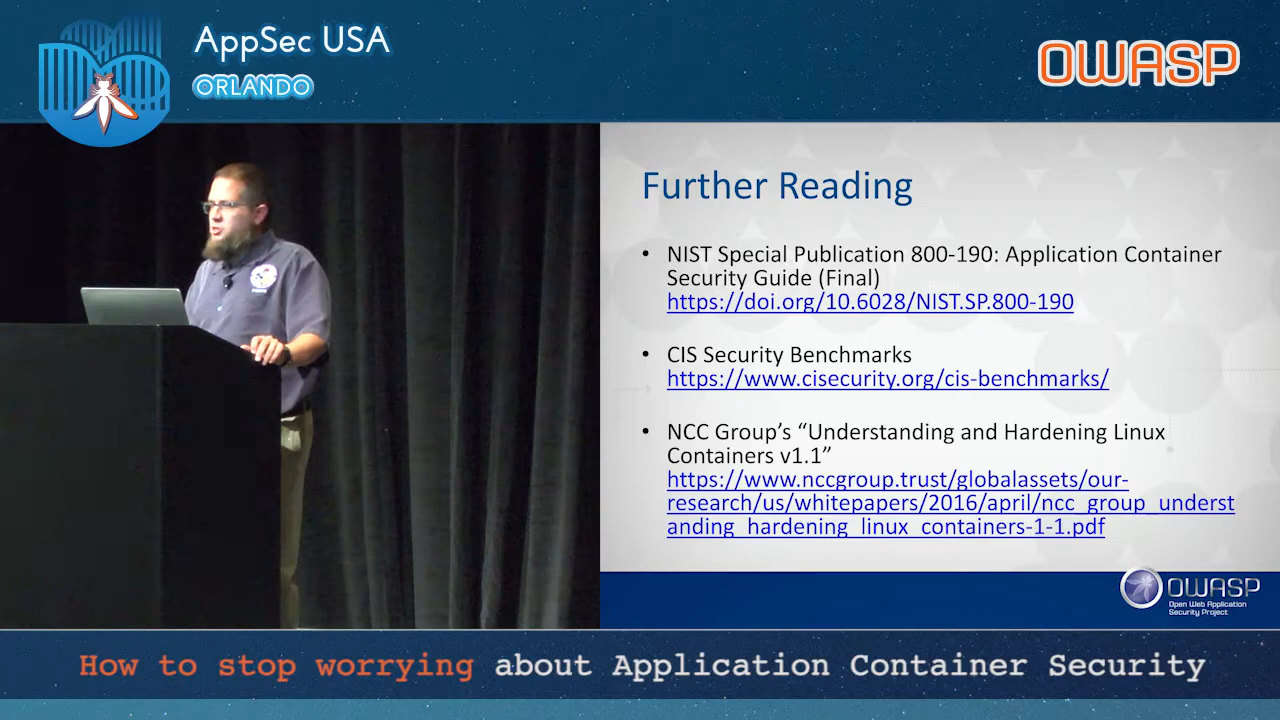 AppSec USA
ORLANDO
OWASP
Further Reading
• NIST Special Publication 800-190: Application Container
Security Guide (Final)
https://doi.org/10.6028/NIST.SP.800-190
• CIS Security Benchmarks
https://www.cisecurity.org/cis-benchmarks/
• NCC Group’s “Understanding and Hardening Linux
Containers v1.1”
https://www.nccgroup.trust/globalassets/our-
research/us/whitepapers/2016/april/ncc_group_underst
anding_hardening_linux_containers-1-1.pdf
OWASP
Open Web Application
Security Project
How to stop worrying about Application Container Security